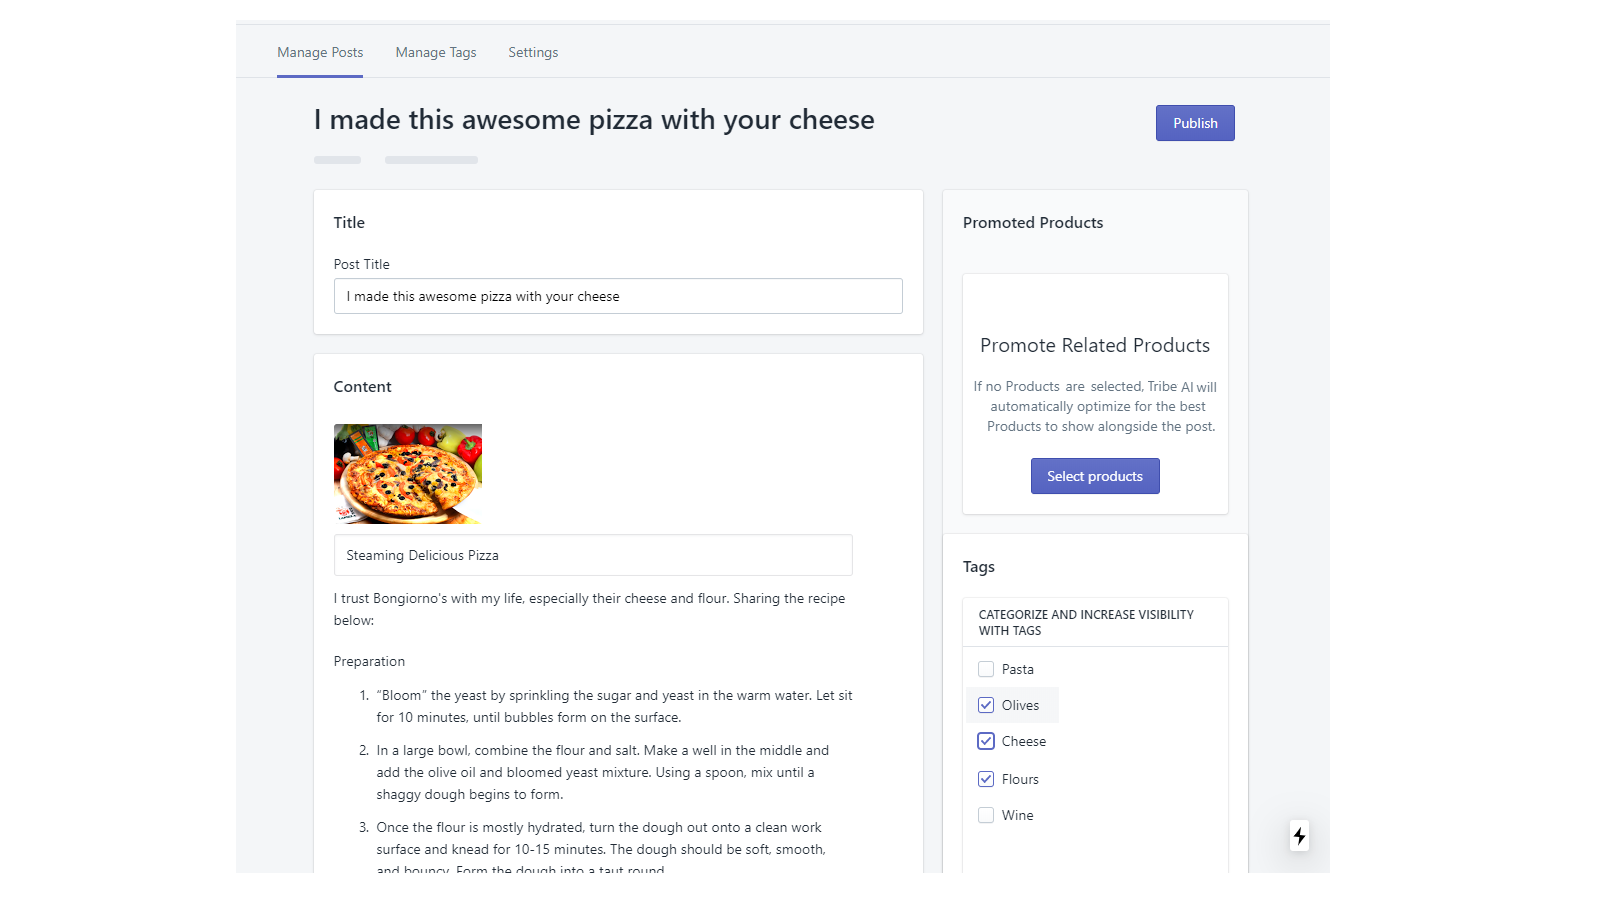 Manage Posts
Manage Tags
Settings
I made this awesome pizza with your cheese
Publish
Title
Post Title
I made this awesome pizza with your cheese
Content
Steaming Delicious Pizza
I trust Bongiorno's with my life, especially their cheese and flour. Sharing the recipe
below:
Preparation
1. “Bloom” the yeast by sprinkling the sugar and yeast in the warm water. Let sit
for 10 minutes, until bubbles form on the surface.
2. In a large bowl, combine the flour and salt. Make a well in the middle and
add the olive oil and bloomed yeast mixture. Using a spoon, mix until a
shaggy dough begins to form.
3. Once the flour is mostly hydrated, turn the dough out onto a clean work
surface and knead for 10-15 minutes. The dough should be soft, smooth,
and bouncy. Form the dough into a taut round.
Promoted Products
Promote Related Products
If no Products are selected, Tribe AI will
automatically optimize for the best
Products to show alongside the post.
Select products
Tags
CATEGORIZE AND INCREASE VISIBILITY
WITH TAGS
Pasta
Olives
Cheese
Flours
Wine